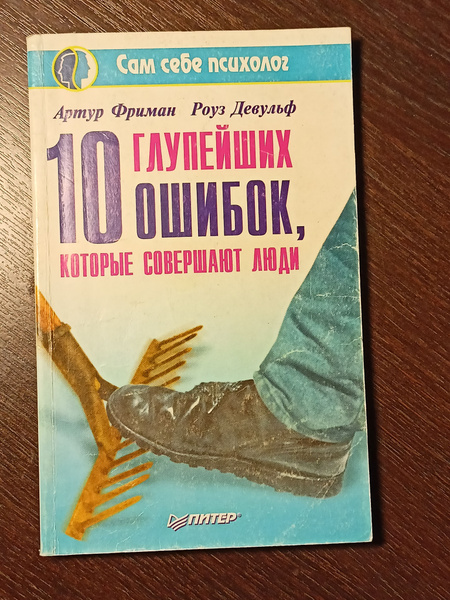 Сам себе психолог
Артур Фриман Роуз Девульф
10 ГЛУПЕЙШИХ
ОШИБОК,
КОТОРЫЕ СОВЕРШАЮТ ЛЮДИ
ПИТЕР®